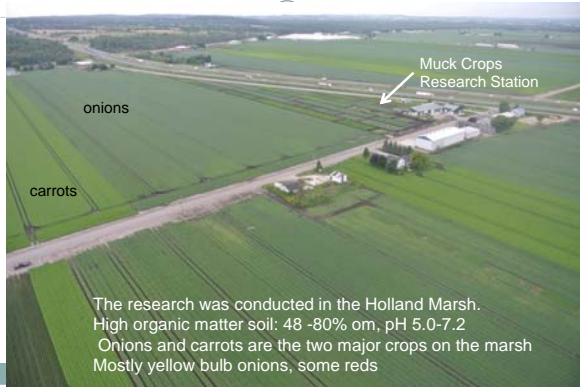 Muck Crops
Research Station
onions
carrots
The research was conducted in the Holland Marsh.
High organic matter soil: 48 -80% om, pH 5.0-7.2
Onions and carrots are the two major crops on the marsh
Mostly yellow bulb onions, some reds